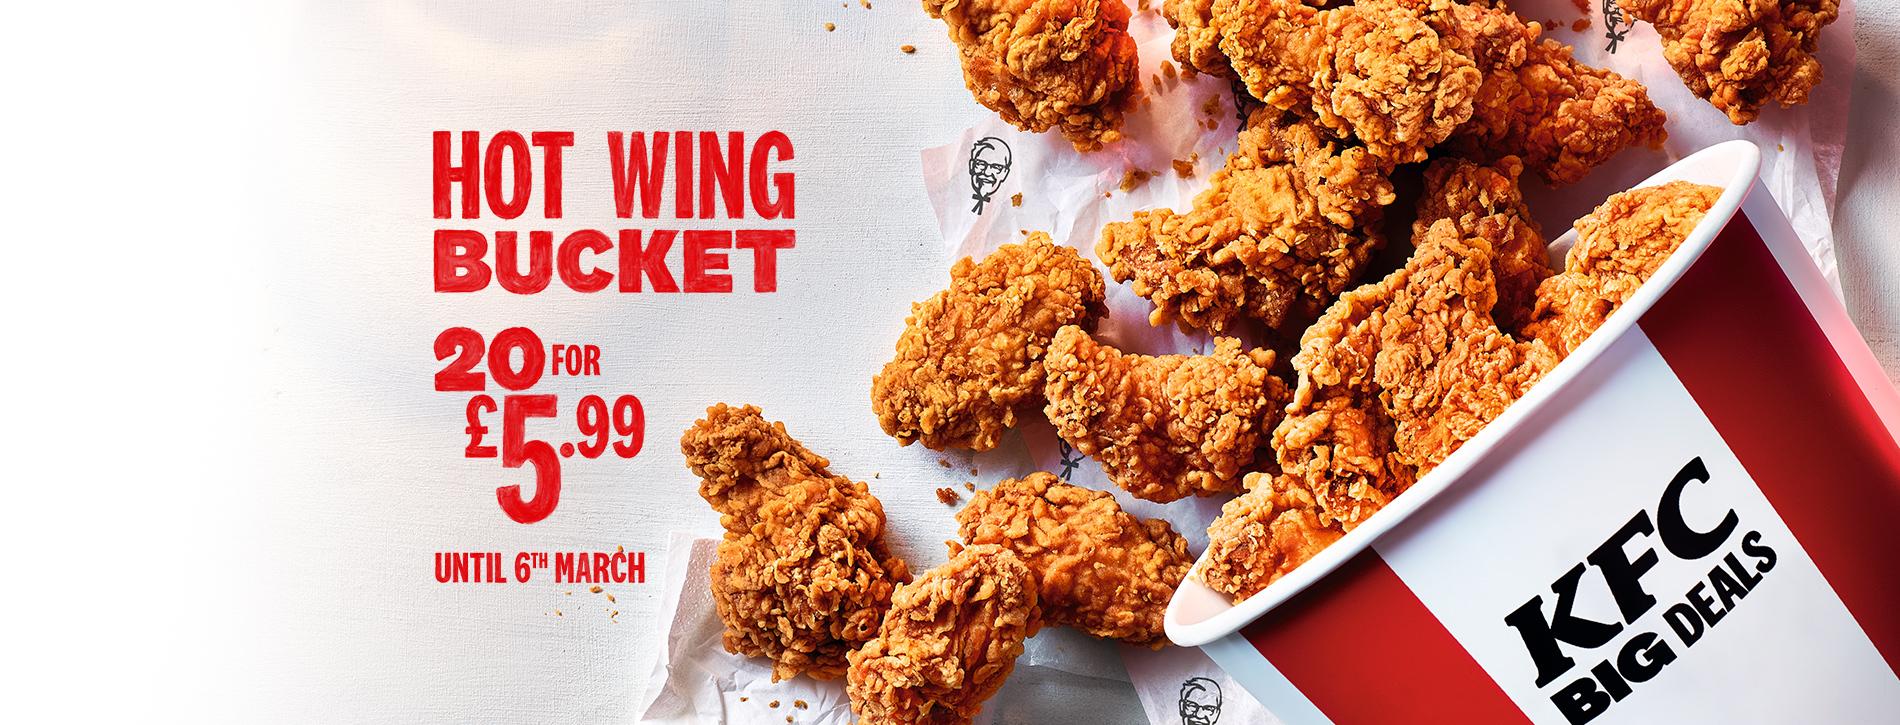 HOT WING
BUCKET
20 FOR
£5.99
UNTIL 6TH MARCH
KFC
BIG DEALS